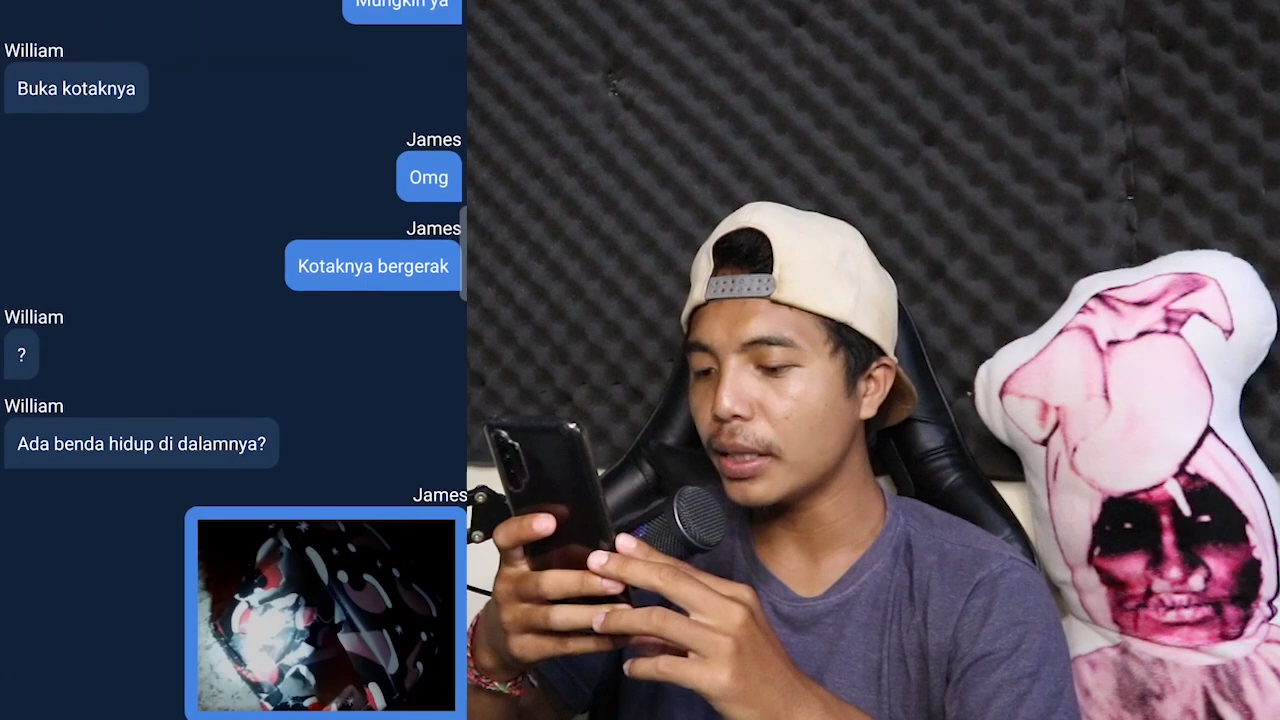 Mungkin ya
William
Buka kotaknya
James
Omg
James
Kotaknya bergerak
William
?
William
Ada benda hidup di dalamnya?
James